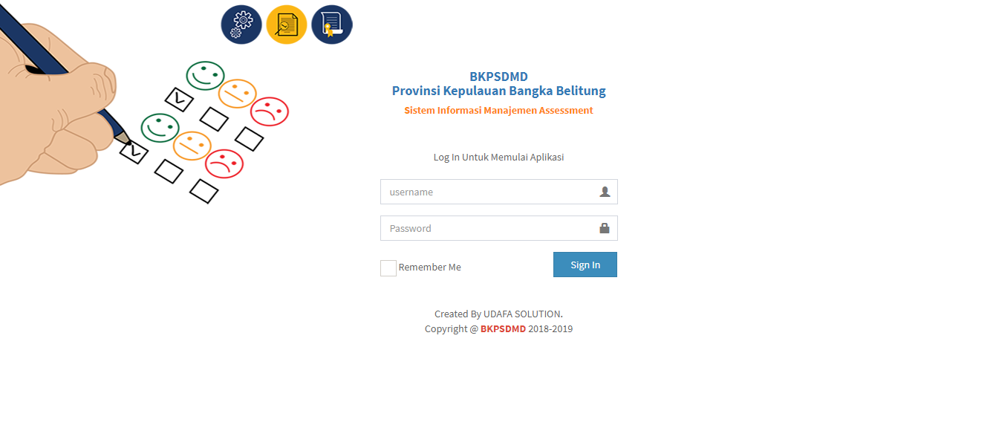 BKPSDMD
Provinsi Kepulauan Bangka Belitung
Sistem Informasi Manajemen Assessment
Log In Untuk Memulai Aplikasi
username
Password
Remember Me
Sign In
Created By UDAFA SOLUTION.
Copyright @ BKPSDMD 2018-2019